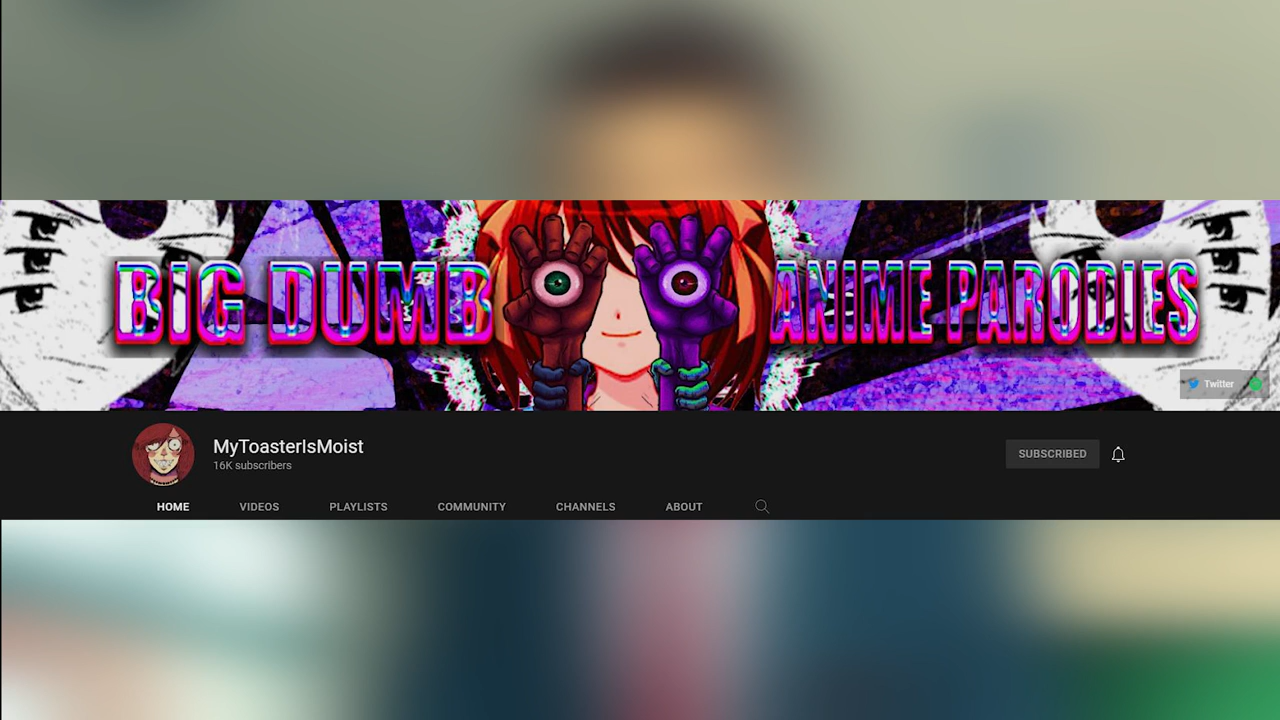 BIG DUMB ANIME PARODIES
Twitter
MyToasterIsMoist
16K subscribers
SUBSCRIBED
HOME VIDEOS PLAYLISTS COMMUNITY CHANNELS ABOUT